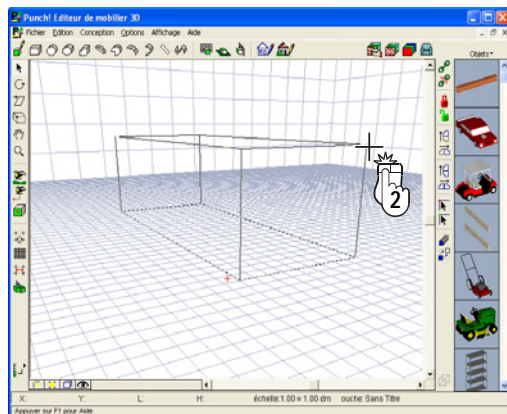 Punch! Editeur de mobilier 3D
Fichier Edition Conception Options Affichage Aide
Objets
2
X: Y: L: H: échelle:1.00 = 1.00 dm ouche: Sans Titre
Appuyer sur F1 pour Aide